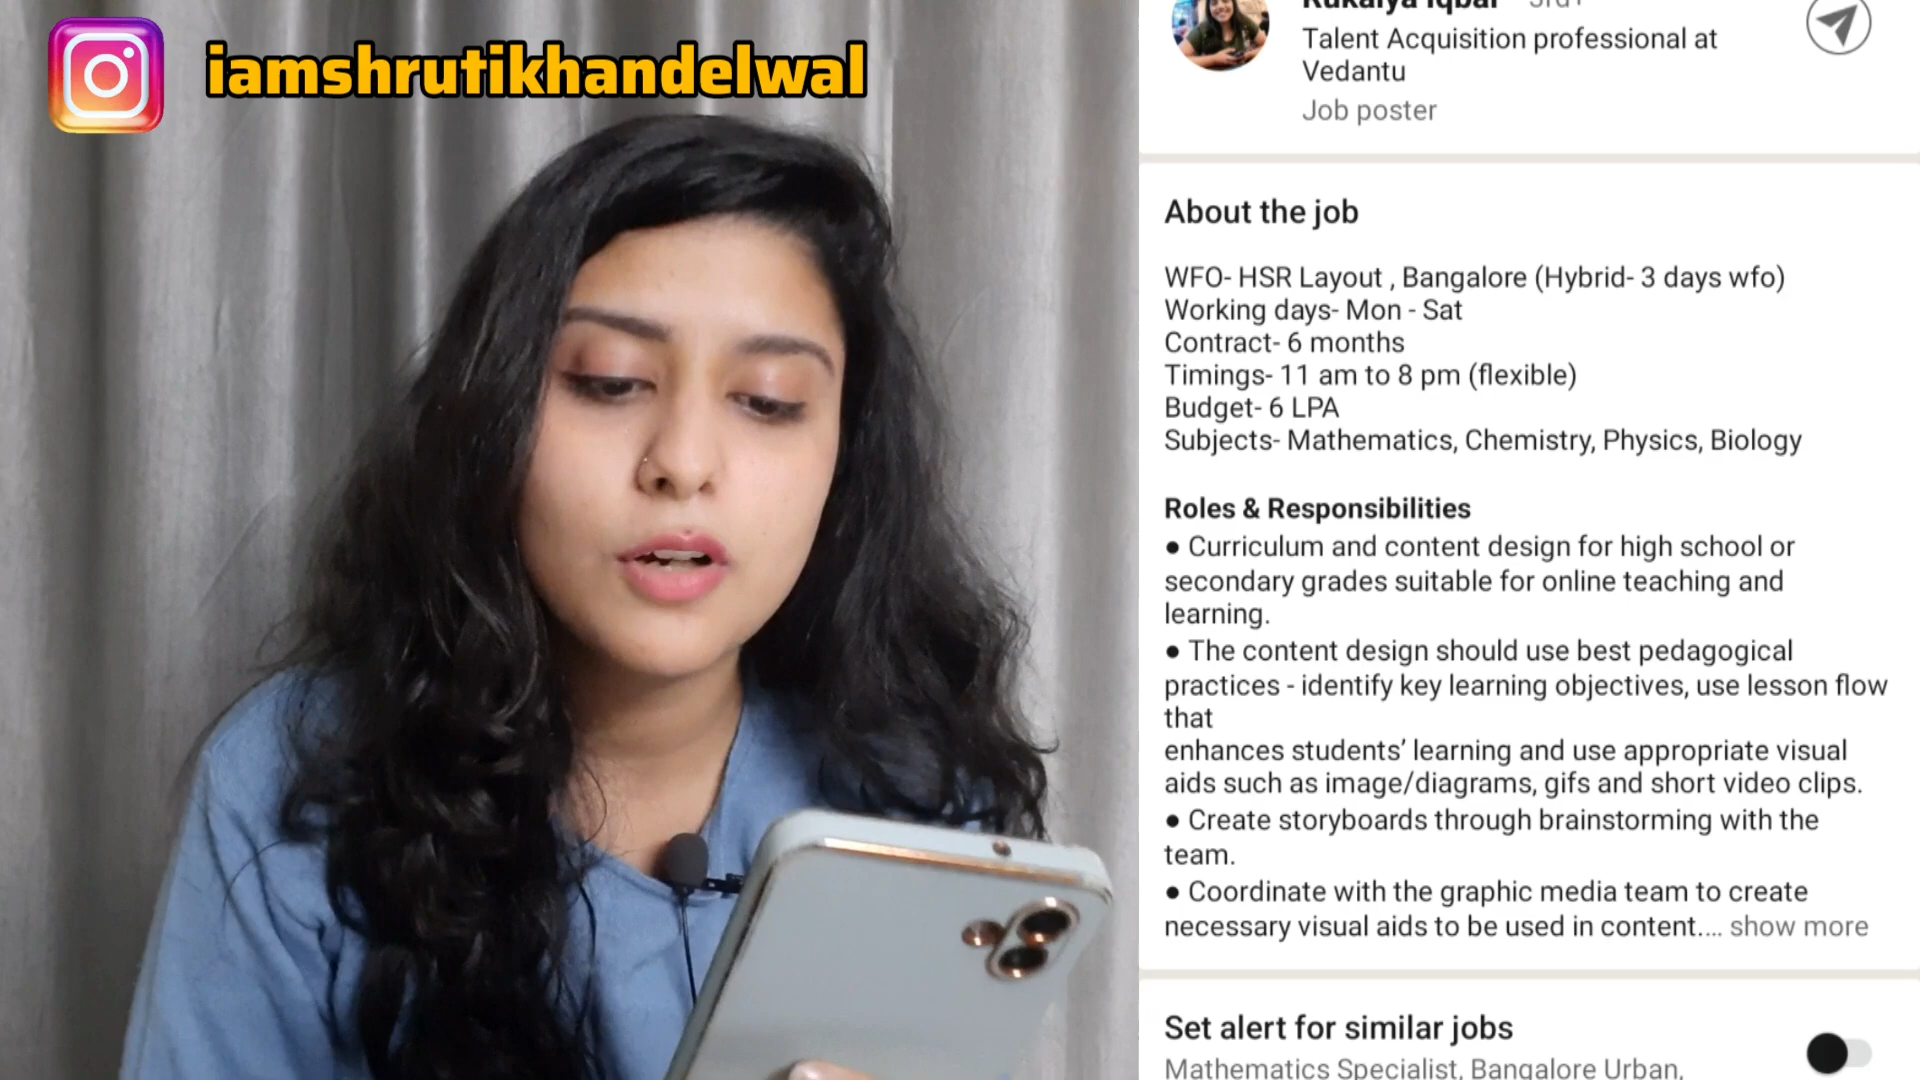 iamshrutikhandelwal
Rukaiya Iqbal 3rd+
Talent Acquisition professional at
Vedantu
Job poster
About the job
WFO- HSR Layout , Bangalore (Hybrid- 3 days wfo)
Working days- Mon - Sat
Contract- 6 months
Timings- 11 am to 8 pm (flexible)
Budget- 6 LPA
Subjects- Mathematics, Chemistry, Physics, Biology
Roles & Responsibilities
● Curriculum and content design for high school or
secondary grades suitable for online teaching and
learning.
● The content design should use best pedagogical
practices - identify key learning objectives, use lesson flow
that
enhances students’ learning and use appropriate visual
aids such as image/diagrams, gifs and short video clips.
● Create storyboards through brainstorming with the
team.
● Coordinate with the graphic media team to create
necessary visual aids to be used in content.... show more
Set alert for similar jobs
Mathematics Specialist, Bangalore Urban,